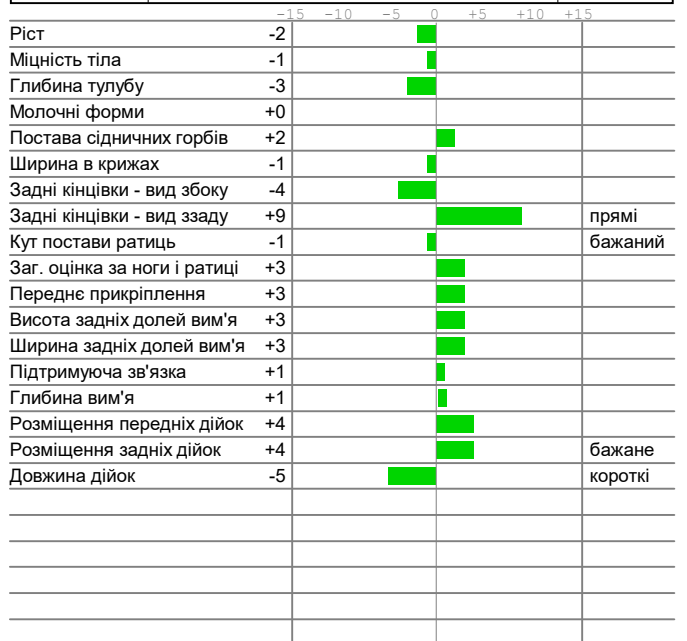 -15 -10 -5 0 +5 +10 +15
Ріст -2
Міцність тіла -1
Глибина тулубу -3
Молочні форми +0
Постава сідничних горбів +2
Ширина в крижах -1
Задні кінцівки - вид збоку -4
Задні кінцівки - вид ззаду +9 прямі
Кут постави ратиць -1 бажаний
Заг. оцінка за ноги і ратиці +3
Переднє прикріплення +3
Висота задніх долей вим'я +3
Ширина задніх долей вим'я +3
Підтримуюча зв'язка +1
Глибина вим'я +1
Розміщення передніх дійок +4
Розміщення задніх дійок +4 бажане
Довжина дійок -5 короткі